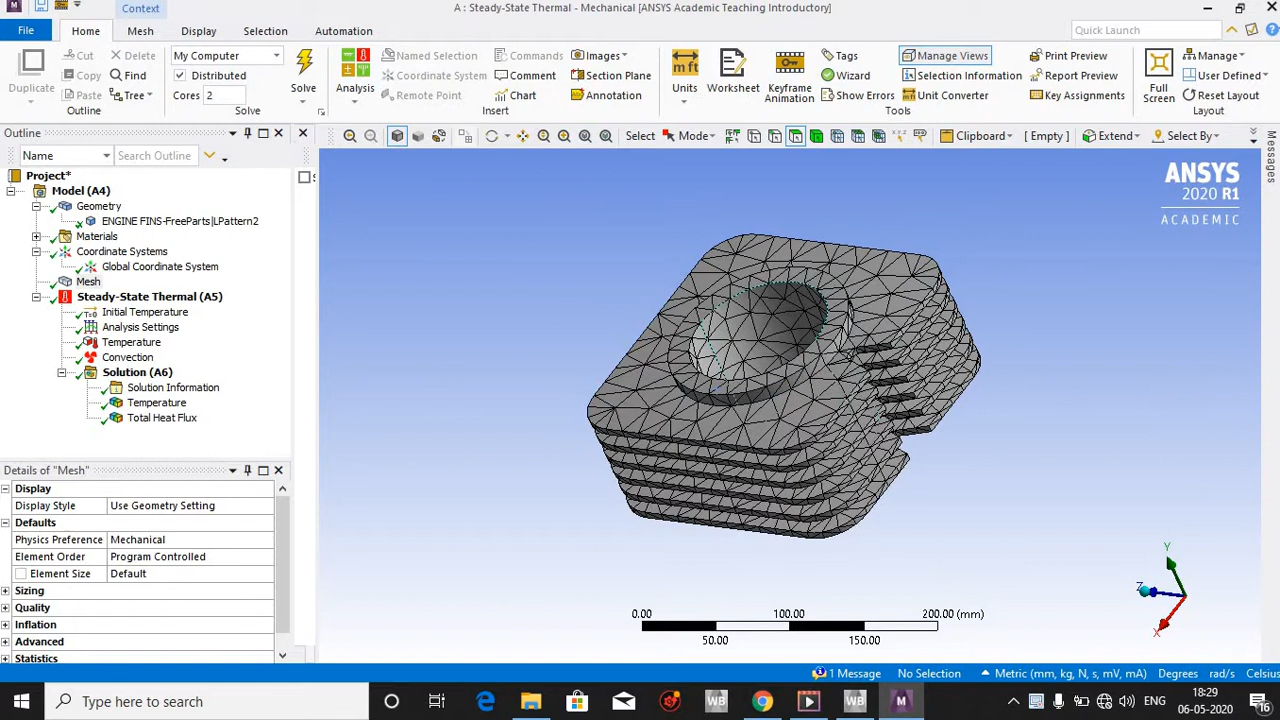 Context
A : Steady-State Thermal - Mechanical [ANSYS Academic Teaching Introductory]
File
Home
Mesh
Display
Selection
Automation
Quick Launch
Duplicate
Cut
Delete
Copy
Find
Paste
Tree
Outline
My Computer
Distributed
Cores 2
Solve
Solve
Analysis
Named Selection
Coordinate System
Remote Point
Commands
Comment
Chart
Images
Section Plane
Annotation
Insert
Units
Worksheet
Keyframe
Animation
Tags
Wizard
Show Errors
Manage Views
Selection Information
Unit Converter
Print Preview
Report Preview
Key Assignments
Tools
Full
Screen
Manage
User Defined
Reset Layout
Layout
Outline
Select
Mode
Clipboard
[ Empty ]
Extend
Select By
Messages
Name
Search Outline
Project*
Model (A4)
Geometry
ENGINE FINS-FreeParts|LPattern2
Materials
Coordinate Systems
Global Coordinate System
Mesh
Steady-State Thermal (A5)
Initial Temperature
Analysis Settings
Temperature
Convection
Solution (A6)
Solution Information
Temperature
Total Heat Flux
ANSYS
2020 R1
ACADEMIC
Details of "Mesh"
Display
Display Style Use Geometry Setting
Defaults
Physics Preference Mechanical
Element Order Program Controlled
Element Size Default
Sizing
Quality
Inflation
Advanced
Statistics
Y
Z
X
0.00 100.00 200.00 (mm)
50.00 150.00
1 Message
No Selection
Metric (mm, kg, N, s, mV, mA)
Degrees
rad/s
Celsius
Type here to search
ENG
18:29
06-05-2020
16